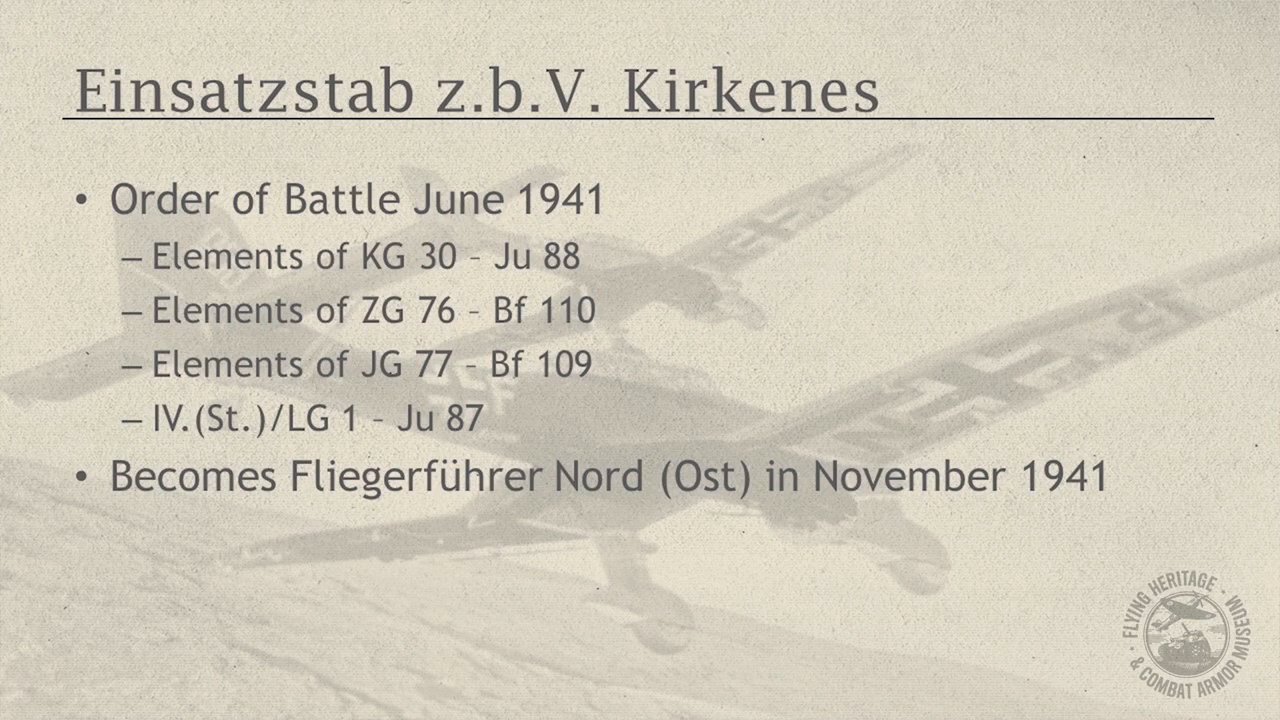 Einsatzstab z.b.V. Kirkenes
• Order of Battle June 1941
– Elements of KG 30 – Ju 88
– Elements of ZG 76 – Bf 110
– Elements of JG 77 – Bf 109
– IV.(St.)/LG 1 – Ju 87
• Becomes Fliegerführer Nord (Ost) in November 1941
· FLYING HERITAGE ·
& COMBAT ARMOR MUSEUM